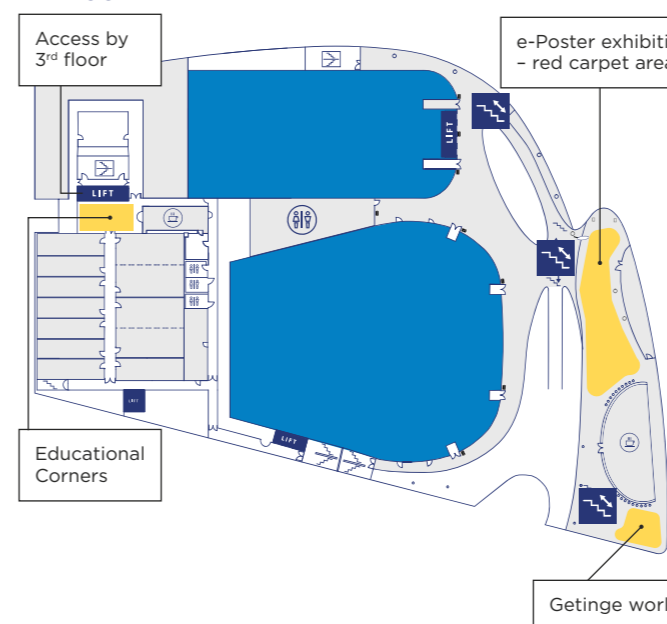 Access by
3rd floor
e-Poster exhibiti
– red carpet area
LIFT
LIFT
LIFT
LIFT
Educational
Corners
Getinge work